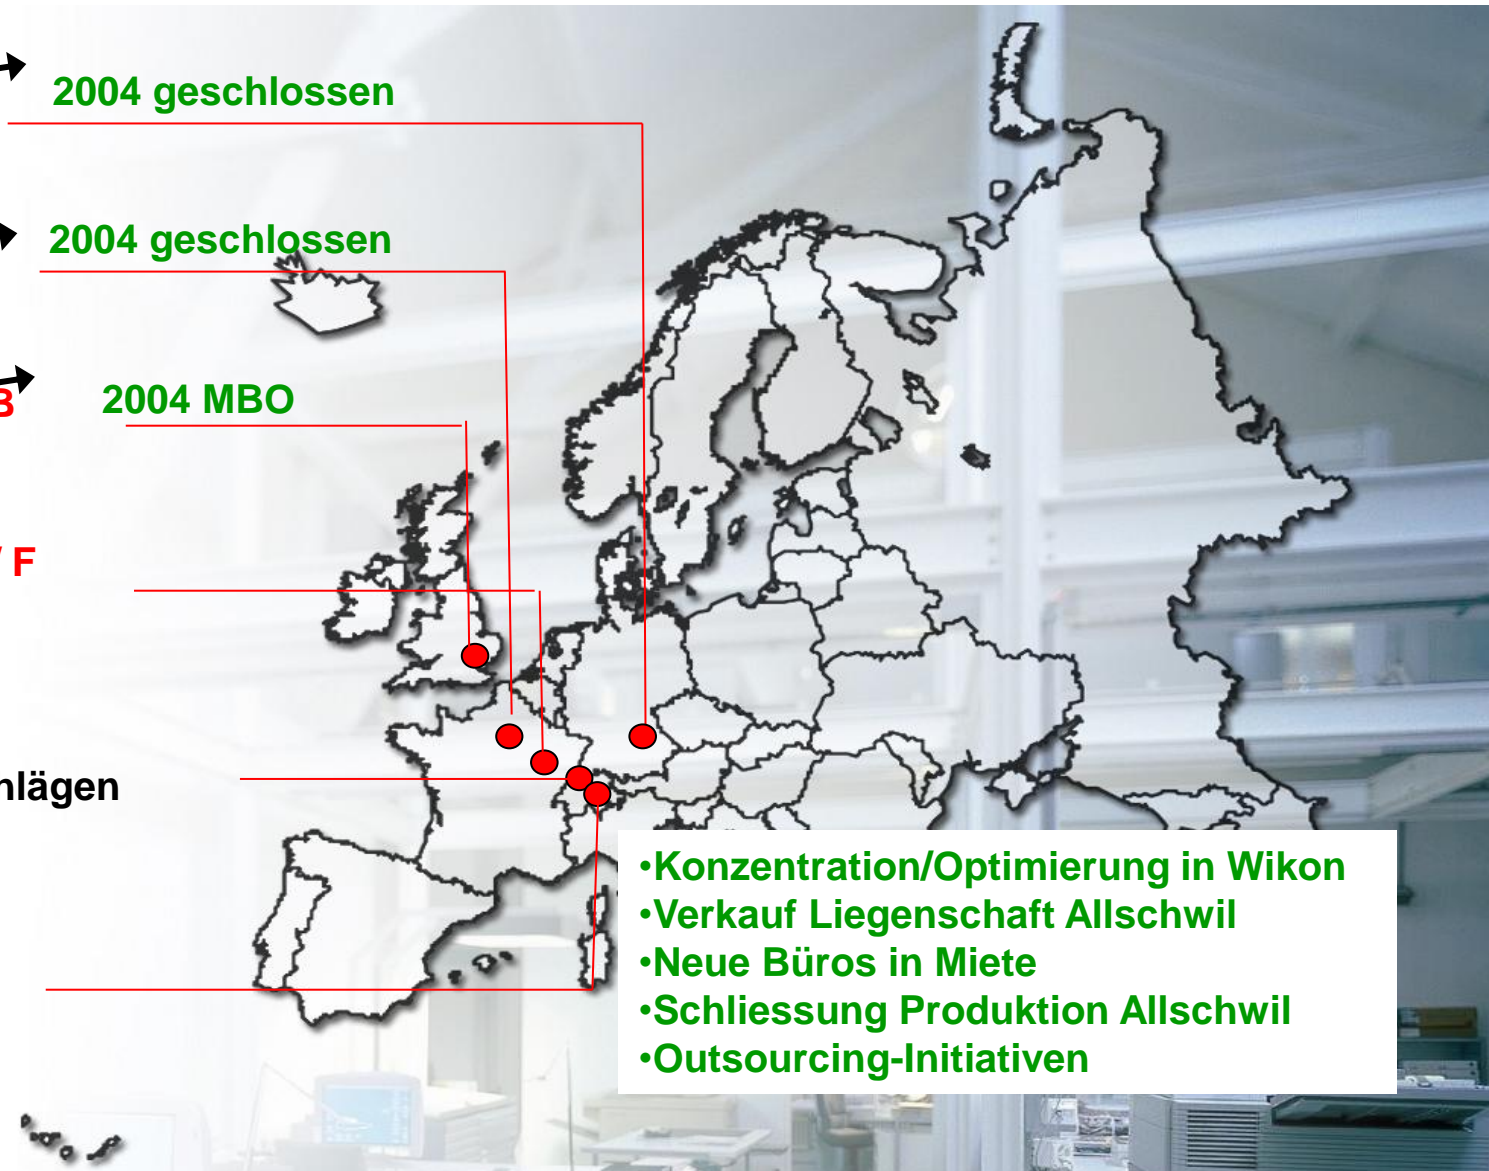 2004 geschlossen
2004 geschlossen
2004 MBO
F
•Konzentration/Optimierung in Wikon
•Verkauf Liegenschaft Allschwil
•Neue Büros in Miete
•Schliessung Produktion Allschwil
•Outsourcing-Initiativen